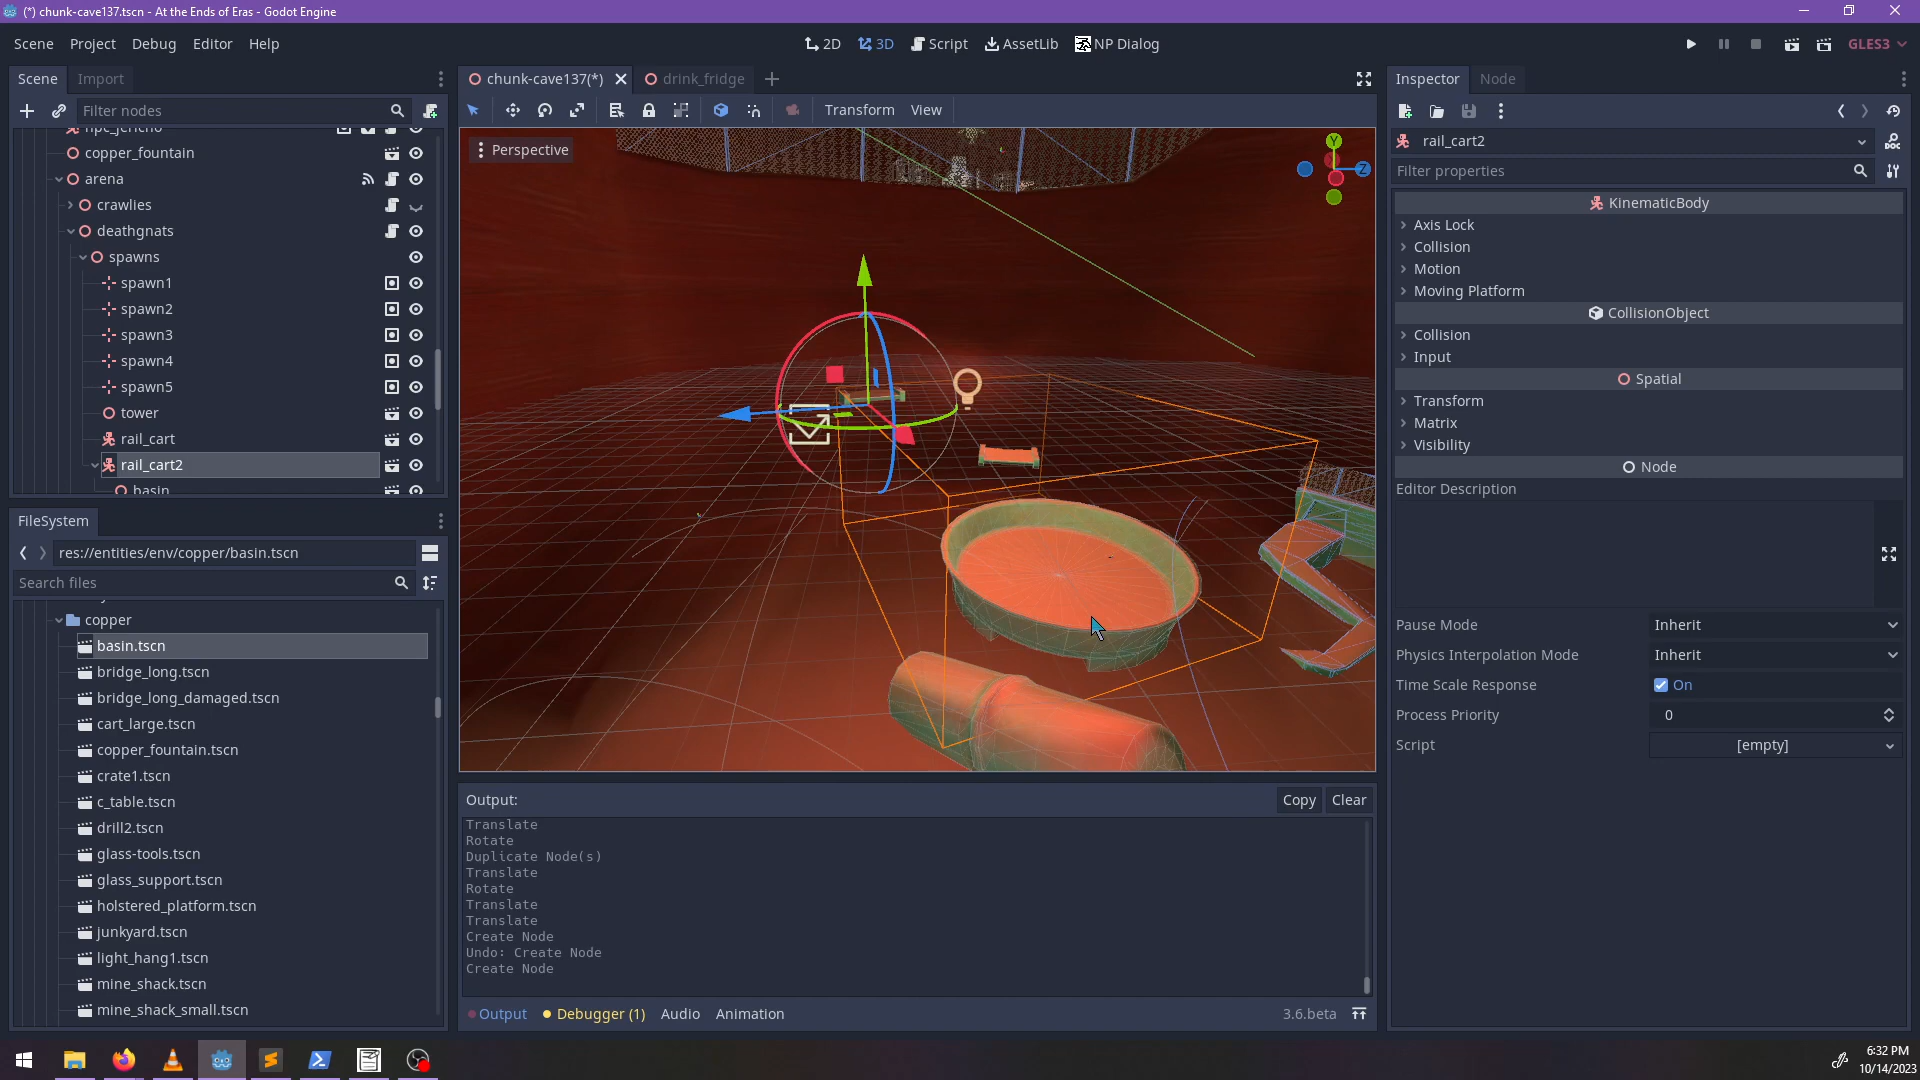 (*) chunk-cave137.tscn - At the Ends of Eras - Godot Engine
Scene Project Debug Editor Help
2D 3D Script AssetLib NP Dialog
GLES3
Scene Import
Filter nodes
npc_jericho
copper_fountain
arena
crawlies
deathgnats
spawns
spawn1
spawn2
spawn3
spawn4
spawn5
tower
rail_cart
rail_cart2
basin
FileSystem
res://entities/env/copper/basin.tscn
Search files
copper
basin.tscn
bridge_long.tscn
bridge_long_damaged.tscn
cart_large.tscn
copper_fountain.tscn
crate1.tscn
c_table.tscn
drill2.tscn
glass-tools.tscn
glass_support.tscn
holstered_platform.tscn
junkyard.tscn
light_hang1.tscn
mine_shack.tscn
mine_shack_small.tscn
chunk-cave137(*) drink_fridge
Transform View
Perspective
Y
Z
Output:
Copy Clear
Translate
Rotate
Duplicate Node(s)
Translate
Rotate
Translate
Translate
Create Node
Undo: Create Node
Create Node
Output Debugger (1) Audio Animation
3.6.beta
Inspector Node
rail_cart2
Filter properties
KinematicBody
Axis Lock
Collision
Motion
Moving Platform
CollisionObject
Collision
Input
Spatial
Transform
Matrix
Visibility
Node
Editor Description
Pause Mode Inherit
Physics Interpolation Mode Inherit
Time Scale Response On
Process Priority 0
Script [empty]
6:32 PM
10/14/2023